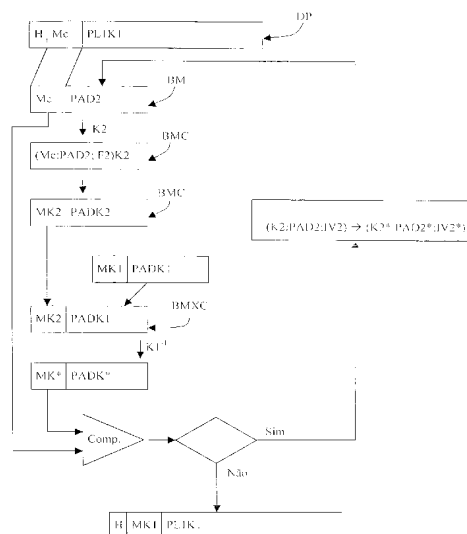 DP
H, Mc PL1K1
Mc PAD2
BM
K2
(Mc;PAD2; F2)K2
BMC
BMC
MK2 PADK2
(K2;PAD2;IV2) → (K2*;PAD2*;IV2*)
MK1 PADK1
BMXC
MK2 PADK1
K1⁻¹
MK* PADK*
Comp.
Sim
Não
H MK1 PL1K1